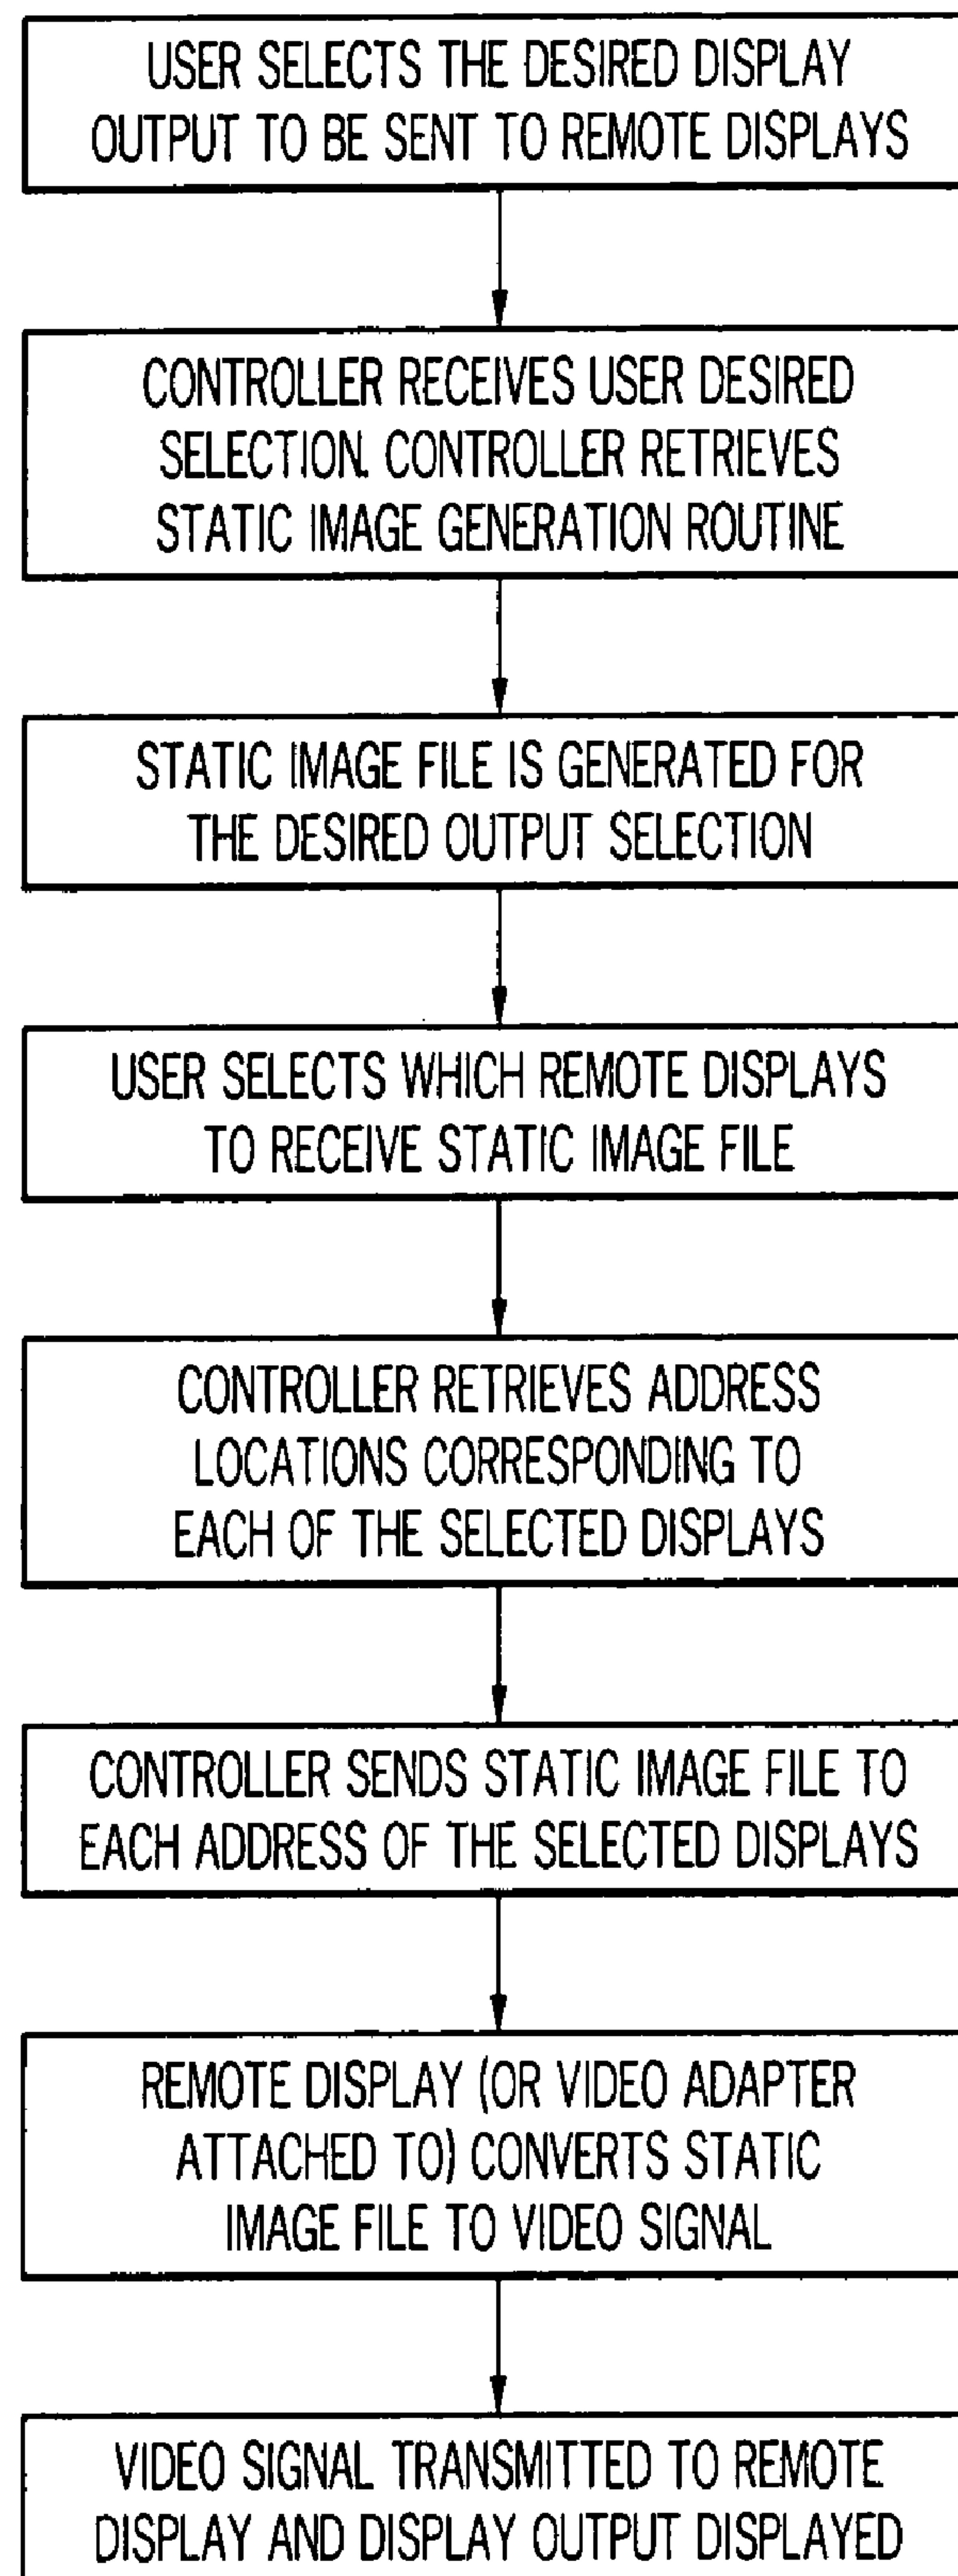 USER SELECTS THE DESIRED DISPLAY
OUTPUT TO BE SENT TO REMOTE DISPLAYS
CONTROLLER RECEIVES USER DESIRED
SELECTION. CONTROLLER RETRIEVES
STATIC IMAGE GENERATION ROUTINE
STATIC IMAGE FILE IS GENERATED FOR
THE DESIRED OUTPUT SELECTION
USER SELECTS WHICH REMOTE DISPLAYS
TO RECEIVE STATIC IMAGE FILE
CONTROLLER RETRIEVES ADDRESS
LOCATIONS CORRESPONDING TO
EACH OF THE SELECTED DISPLAYS
CONTROLLER SENDS STATIC IMAGE FILE TO
EACH ADDRESS OF THE SELECTED DISPLAYS
REMOTE DISPLAY (OR VIDEO ADAPTER
ATTACHED TO) CONVERTS STATIC
IMAGE FILE TO VIDEO SIGNAL
VIDEO SIGNAL TRANSMITTED TO REMOTE
DISPLAY AND DISPLAY OUTPUT DISPLAYED